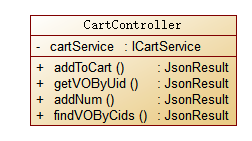 CartController
- cartService : ICartService
+ addToCart () : JsonResult
+ getVOByUid () : JsonResult
+ addNum () : JsonResult
+ findVOByCids () : JsonResult